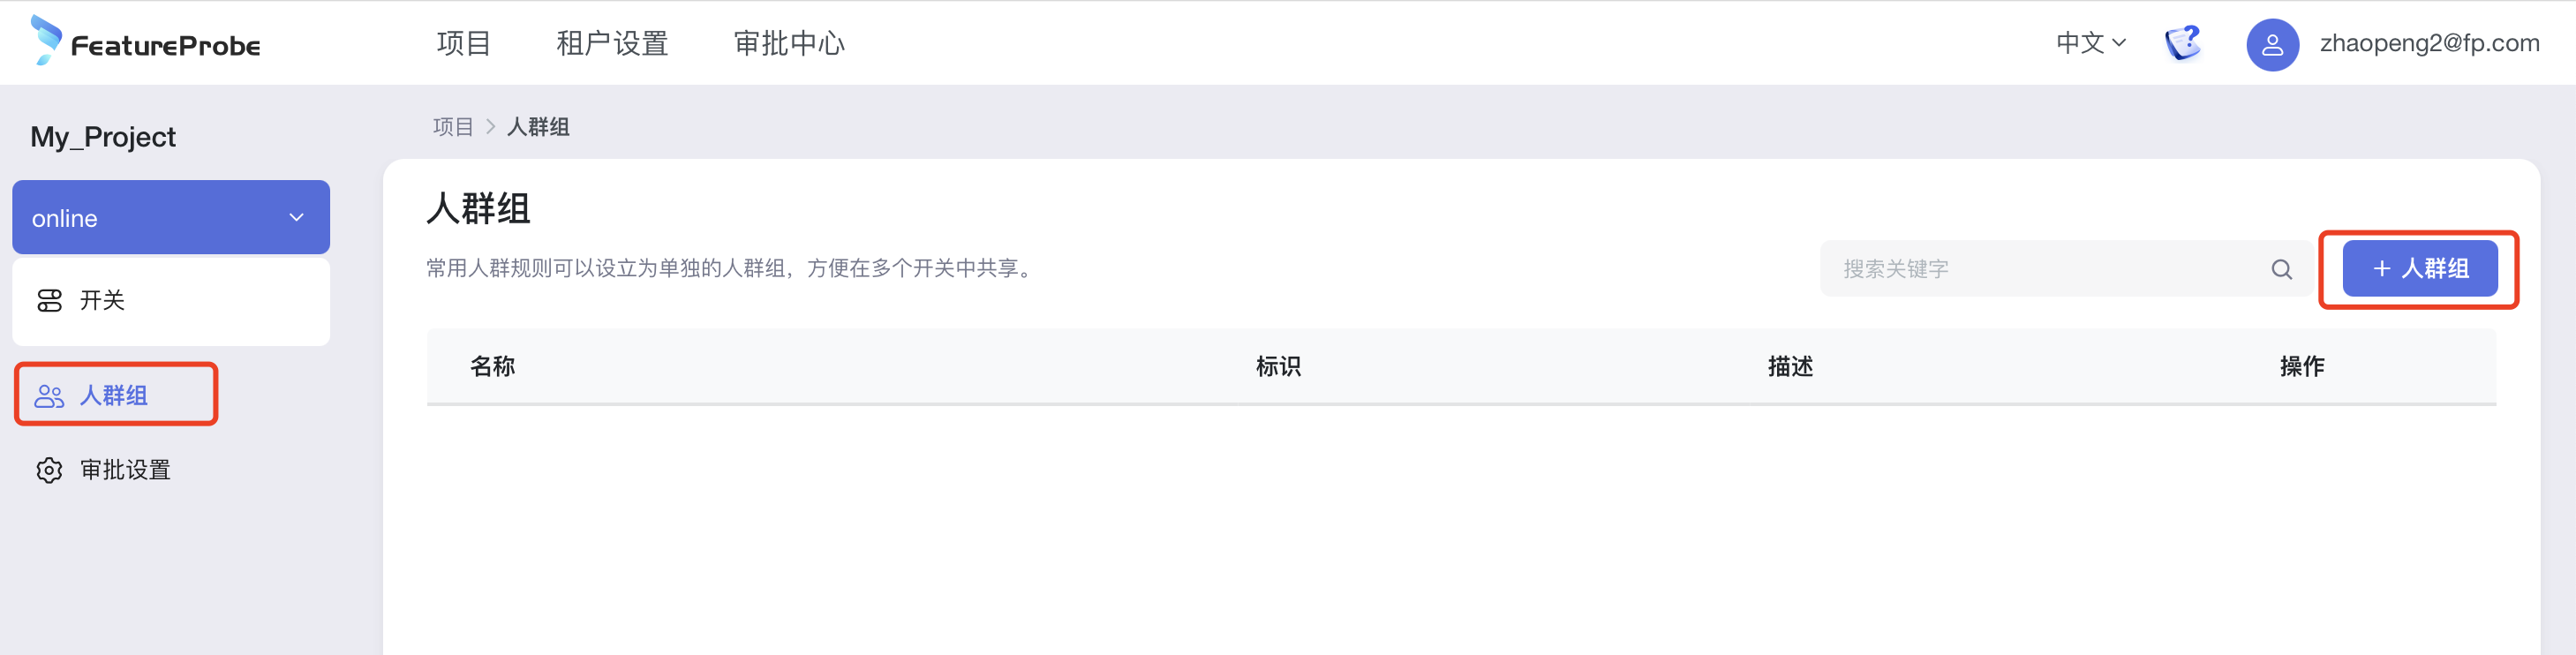 FeatureProbe 项目 租户设置 审批中心 中文 zhaopeng2@fp.com
My_Project
online
开关
人群组
审批设置
项目 > 人群组
人群组
常用人群规则可以设立为单独的人群组，方便在多个开关中共享。
搜索关键字
+ 人群组
名称 标识 描述 操作